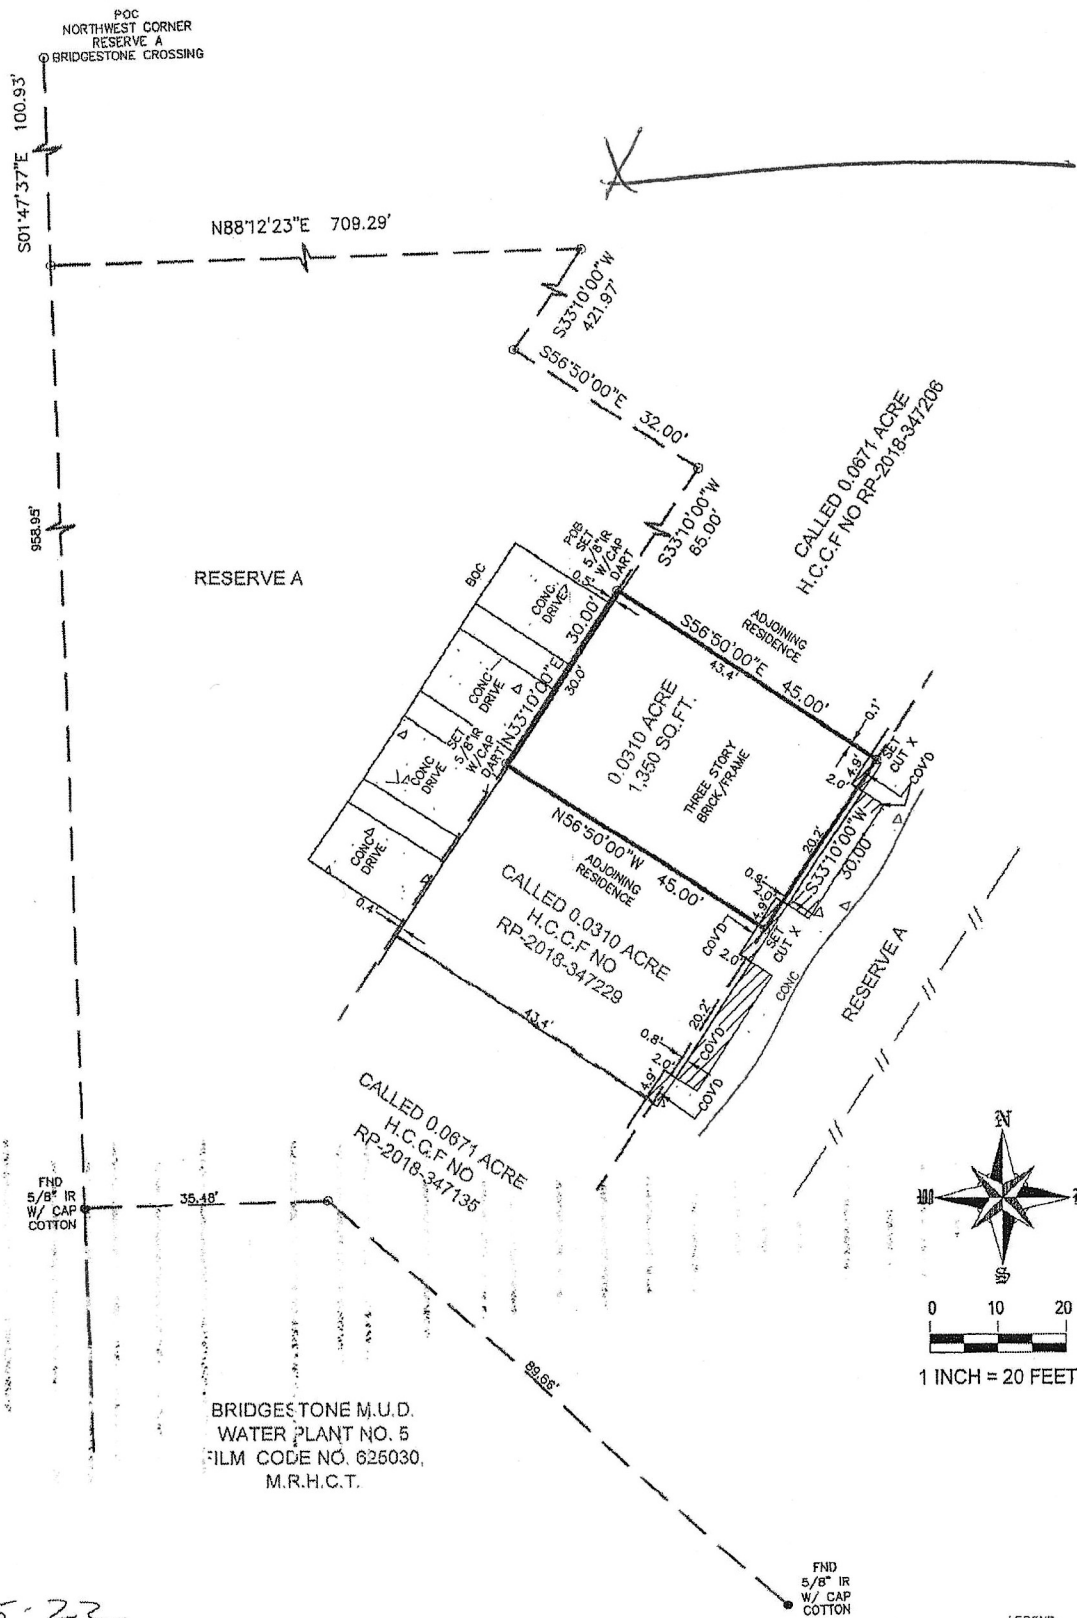 POC
NORTHWEST CORNER
RESERVE A
BRIDGESTONE CROSSING
S01°47'37"E 100.93'
N88°12'23"E 709.29'
S33°10'00"W
421.97'
S56°50'00"E 32.00'
S33°10'00"W
65.00'
CALLED 0.0671 ACRE
H.C.C.F NO RP-2018-347206
958.95'
RESERVE A
BOC
POB
SET
5/8"IR
W/CAP
DART
0.5'
CONC.
DRIVE
CONC
DRIVE
CONC
DRIVE
CONC
DRIVE
N33°10'00"E 30.00'
30.0'
SET
5/8"IR
W/CAP
DART
S56°50'00"E 45.00'
43.4'
ADJOINING
RESIDENCE
0.0310 ACRE
1,350 SQ.FT.
THREE STORY
BRICK/FRAME
0.1'
SET
CUT X
COV'D
4.9'
2.0'
20.2'
S33°10'00"W
30.00'
N56°50'00"W 45.00'
ADJOINING
RESIDENCE
CALLED 0.0310 ACRE
H.C.C.F NO
RP-2018-347229
0.8'
2.0'
4.9'
SET
CUT X
COV'D
2.0'
CONC
RESERVE A
0.4'
43.4'
20.2'
0.8'
2.0'
4.9'
COV'D
COV'D
CALLED 0.0671 ACRE
H.C.C.F NO
RP-2018-347135
FND
5/8" IR
W/ CAP
COTTON
35.48'
89.66'
N
W
S
0 10 20
1 INCH = 20 FEET
BRIDGESTONE M.U.D.
WATER PLANT NO. 5
FILM CODE NO. 625030,
M.R.H.C.T.
FND
5/8" IR
W/ CAP
COTTON
5-23
LEGEND